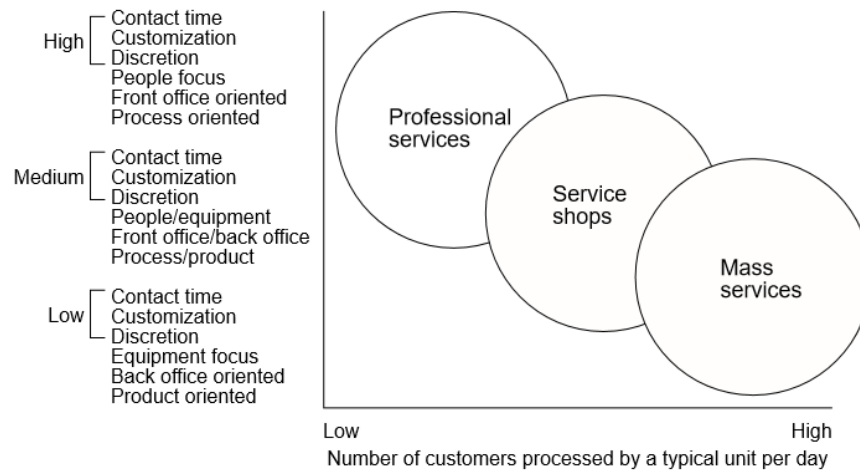 High
Contact time
Customization
Discretion
People focus
Front office oriented
Process oriented
Medium
Contact time
Customization
Discretion
People/equipment
Front office/back office
Process/product
Low
Contact time
Customization
Discretion
Equipment focus
Back office oriented
Product oriented
Professional
services
Service
shops
Mass
services
Low
High
Number of customers processed by a typical unit per day